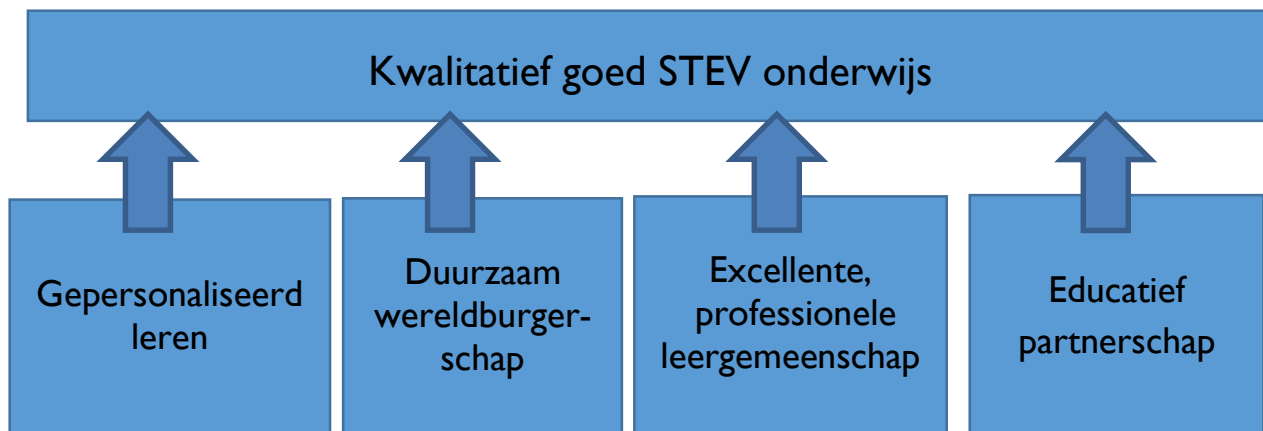 Kwalitatief goed STEV onderwijs
Gepersonaliseerd
leren
Duurzaam
wereldburger-
schap
Excellente,
professionele
leergemeenschap
Educatief
partnerschap